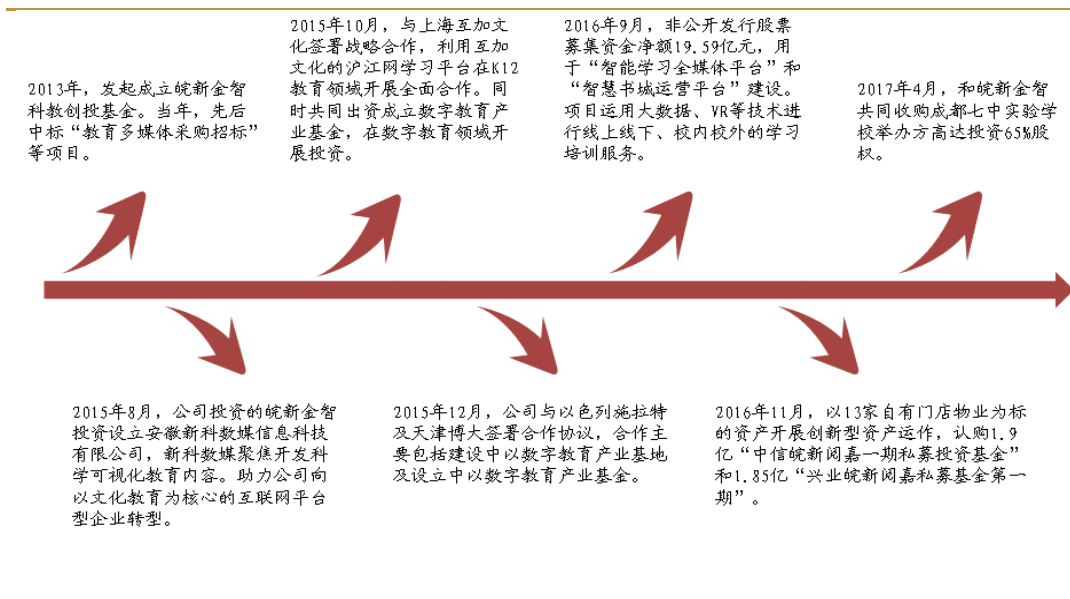 2013年，发起成立皖新金智
科教创投基金。当年，先后
中标“教育多媒体采购招标”
等项目。
2015年8月，公司投资的皖新金智
投资设立安徽新科数媒信息科技
有限公司，新科数媒聚焦开发科
学可视化教育内容。助力公司向
以文化教育为核心的互联网平台
型企业转型。
2015年10月，与上海互加文
化签署战略合作，利用互加
文化的沪江网学习平台在K12
教育领域开展全面合作。同
时共同出资成立数字教育产
业基金，在数字教育领域开
展投资。
2015年12月，公司与以色列施拉特
及天津博大签署合作协议，合作主
要包括建设中以数字教育产业基地
及设立中以数字教育产业基金。
2016年9月，非公开发行股票
募集资金净额19.59亿元，用
于“智能学习全媒体平台”和
“智慧书城运营平台”建设。
项目运用大数据、VR等技术进
行线上线下、校内校外的学习
培训服务。
2016年11月，以13家自有门店物业为标
的资产开展创新型资产运作，认购1.9
亿“中信皖新阅嘉一期私募投资基金”
和1.85亿“兴业皖新阅嘉私募基金第一
期”。
2017年4月，和皖新金智
共同收购成都七中实验学
校举办方高达投资65%股
权。